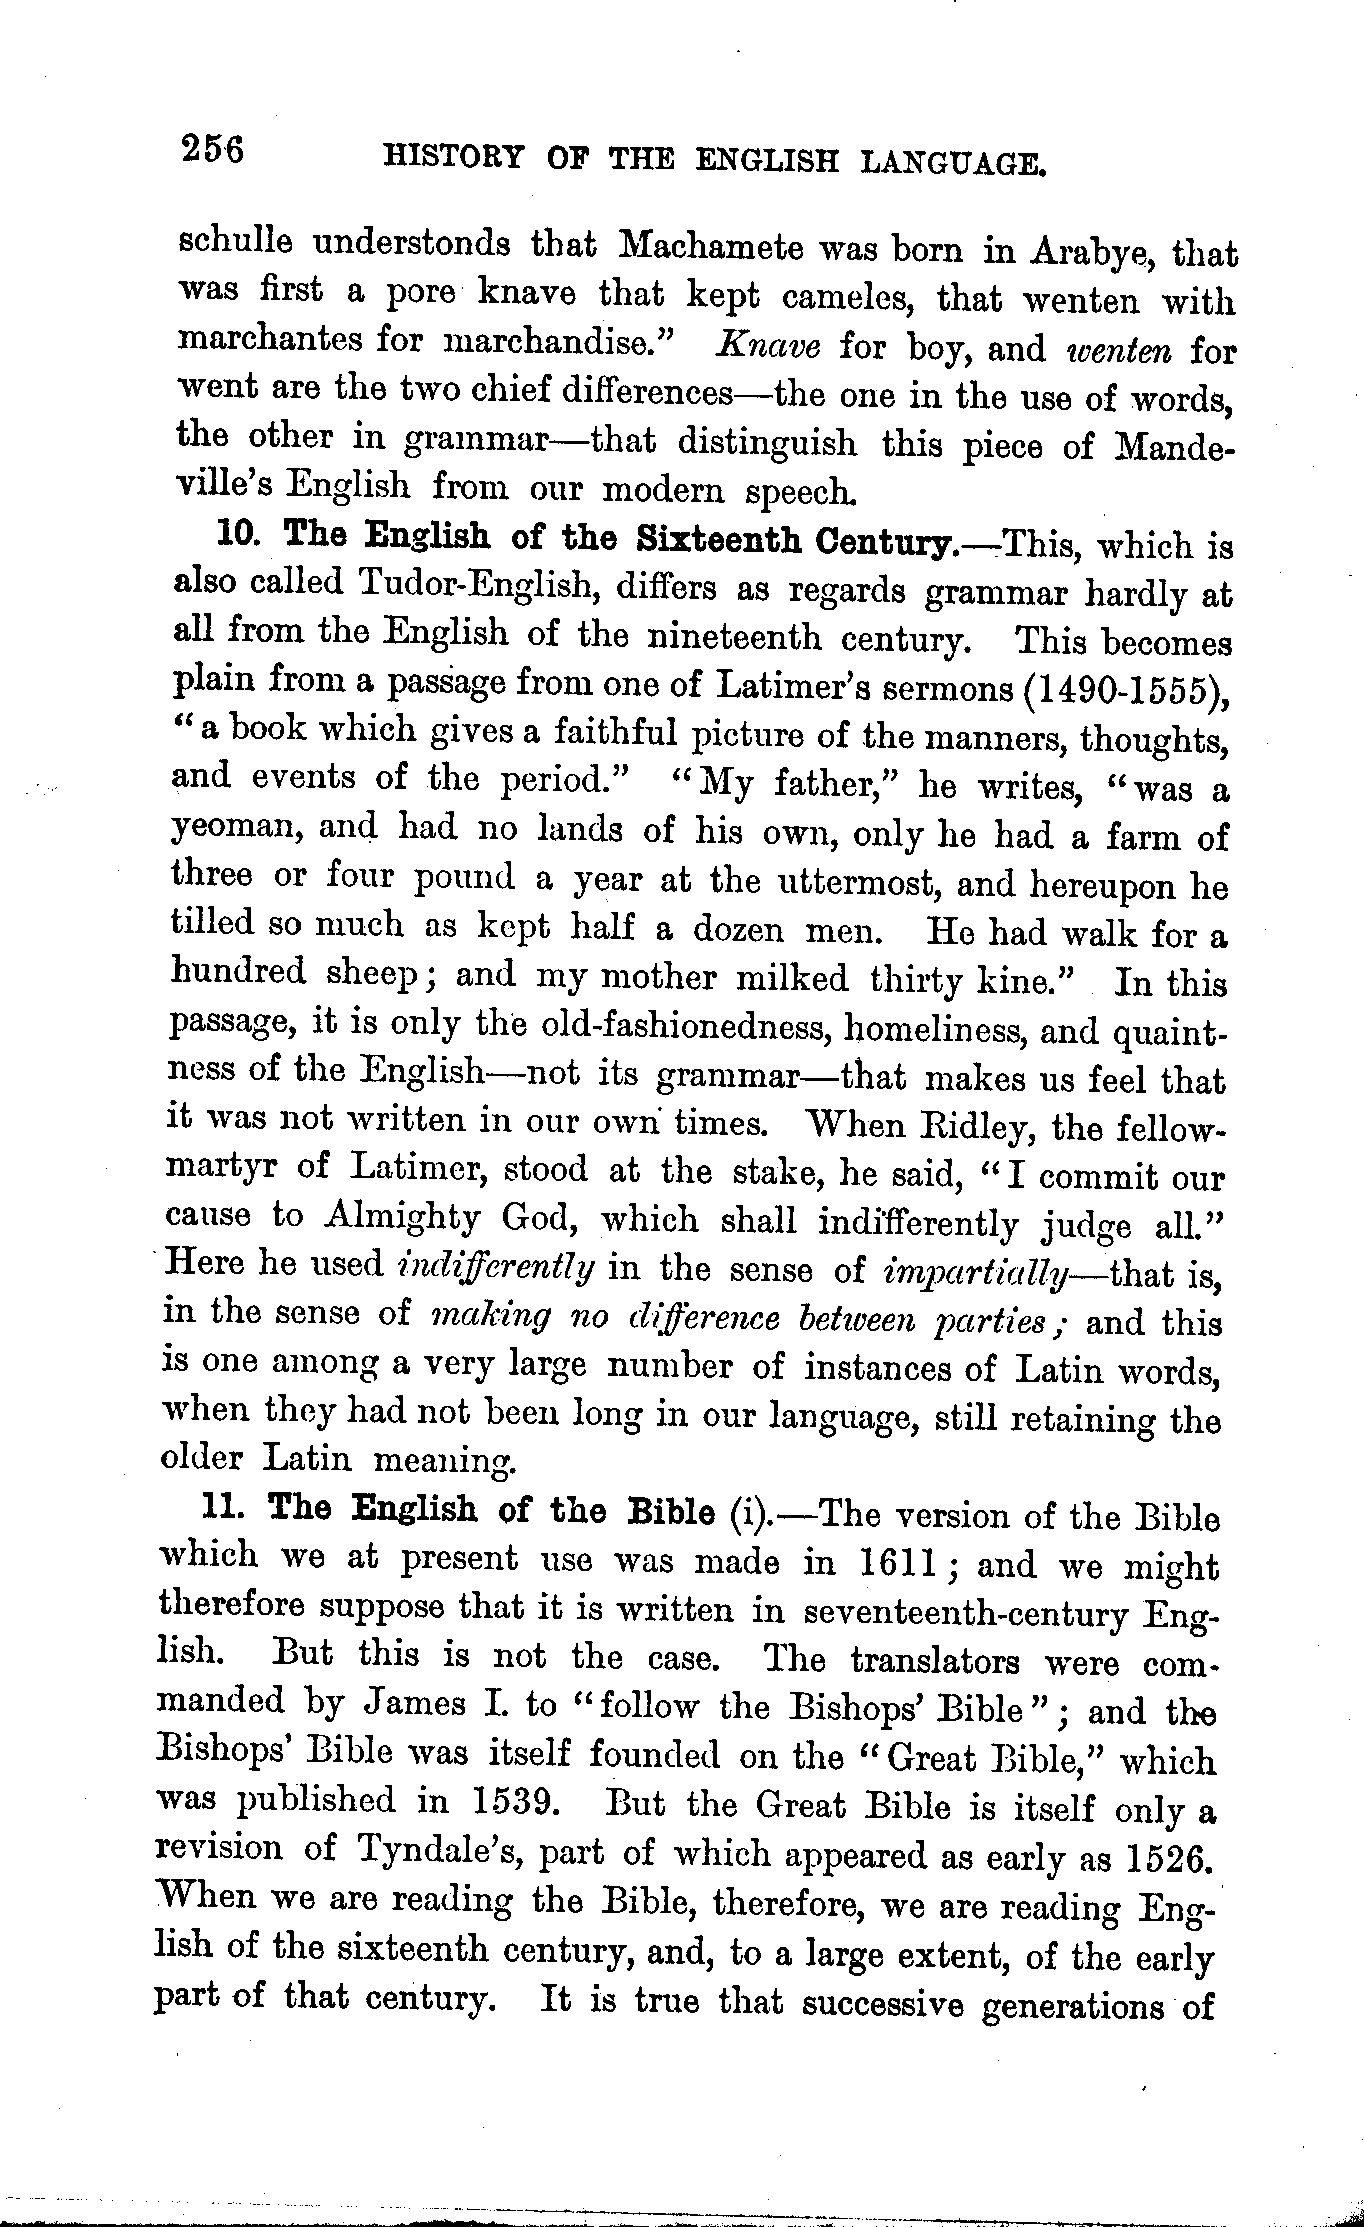 256 HISTORY OF THE ENGLISH LANGUAGE.
schulle understonds that Machamete was born in Arabye, that
was first a pore knave that kept cameles, that wenten with
marchantes for marchandise.” Knave for boy, and wenten for
went are the two chief differences—the one in the use of words,
the other in grammar—that distinguish this piece of Mande-
ville’s English from our modern speech.
10. The English of the Sixteenth Century.—This, which is
also called Tudor-English, differs as regards grammar hardly at
all from the English of the nineteenth century. This becomes
plain from a passage from one of Latimer’s sermons (1490-1555),
“a book which gives a faithful picture of the manners, thoughts,
and events of the period.” “My father,” he writes, “was a
yeoman, and had no lands of his own, only he had a farm of
three or four pound a year at the uttermost, and hereupon he
tilled so much as kept half a dozen men. He had walk for a
hundred sheep; and my mother milked thirty kine.” In this
passage, it is only the old-fashionedness, homeliness, and quaint-
ness of the English—not its grammar—that makes us feel that
it was not written in our own times. When Ridley, the fellow-
martyr of Latimer, stood at the stake, he said, “I commit our
cause to Almighty God, which shall indifferently judge all.”
Here he used indifferently in the sense of impartially—that is,
in the sense of making no difference between parties; and this
is one among a very large number of instances of Latin words,
when they had not been long in our language, still retaining the
older Latin meaning.
11. The English of the Bible (i).—The version of the Bible
which we at present use was made in 1611; and we might
therefore suppose that it is written in seventeenth-century Eng-
lish. But this is not the case. The translators were com-
manded by James I. to “follow the Bishops’ Bible”; and the
Bishops’ Bible was itself founded on the “Great Bible,” which
was published in 1539. But the Great Bible is itself only a
revision of Tyndale’s, part of which appeared as early as 1526.
When we are reading the Bible, therefore, we are reading Eng-
lish of the sixteenth century, and, to a large extent, of the early
part of that century. It is true that successive generations of